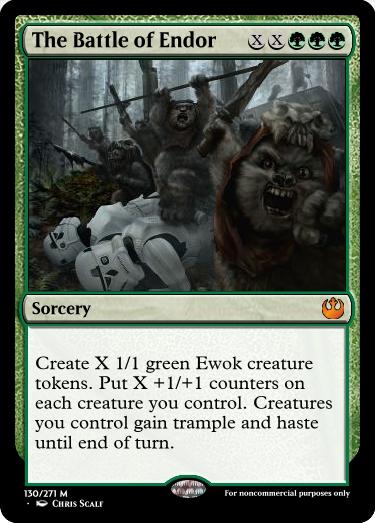 The Battle of Endor XX
Sorcery
Create X 1/1 green Ewok creature
tokens. Put X +1/+1 counters on
each creature you control. Creatures
you control gain trample and haste
until end of turn.
130/271 M
· Chris Scalf
For noncommercial purposes only